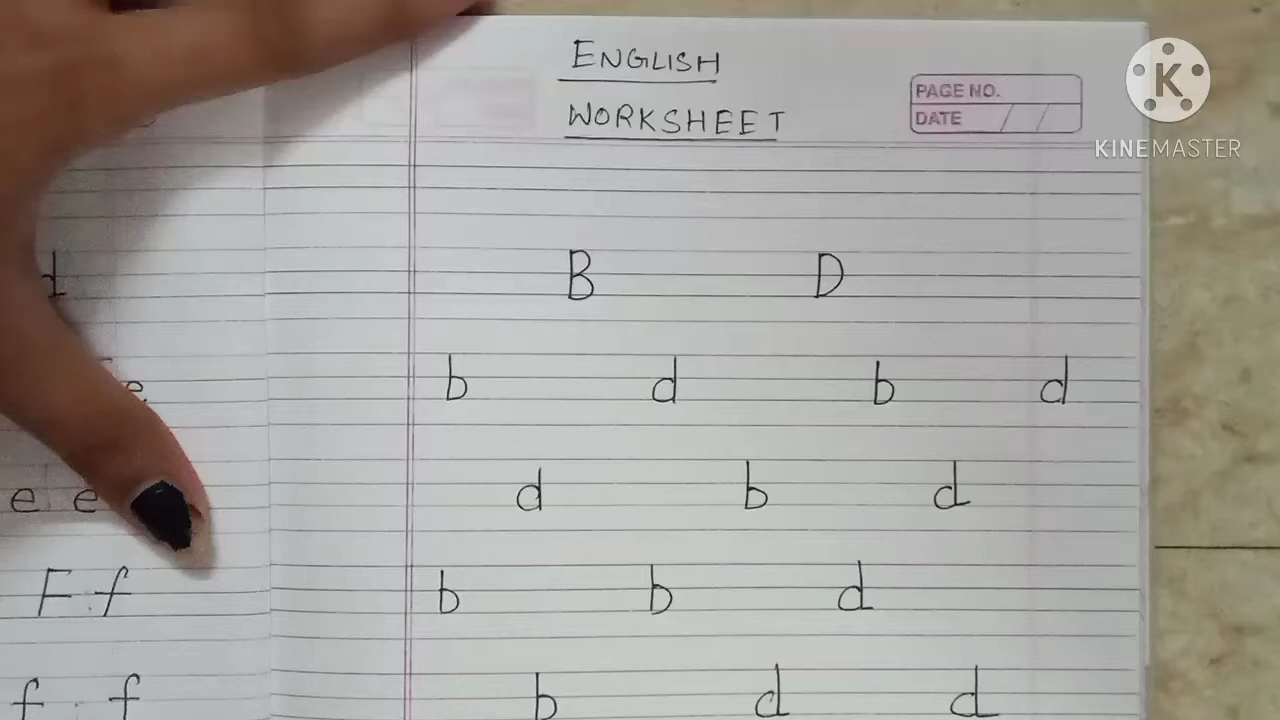 ENGLISH
WORKSHEET
PAGE NO.
DATE / /
K
KINEMASTER
B D
b d b d
d b d
b b d
b d d
d
e
e e
F f
f f